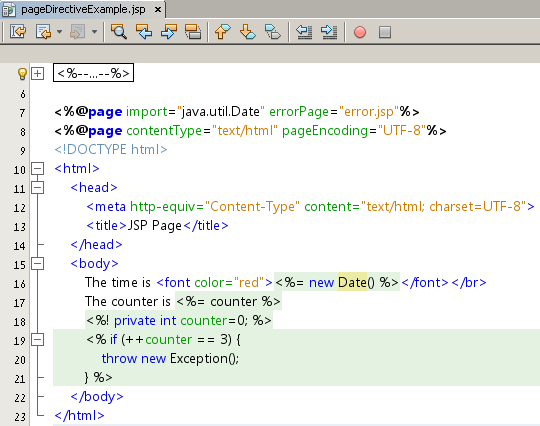 pageDirectiveExample.jsp
<%--...--%>
6
7 <%@page import="java.util.Date" errorPage="error.jsp"%>
8 <%@page contentType="text/html" pageEncoding="UTF-8"%>
9 <!DOCTYPE html>
10 <html>
11 <head>
12 <meta http-equiv="Content-Type" content="text/html; charset=UTF-8">
13 <title>JSP Page</title>
14 </head>
15 <body>
16 The time is <font color="red"><%= new Date() %></font></br>
17 The counter is <%= counter %>
18 <%! private int counter=0; %>
19 <% if (++counter == 3) {
20 throw new Exception();
21 } %>
22 </body>
23 </html>